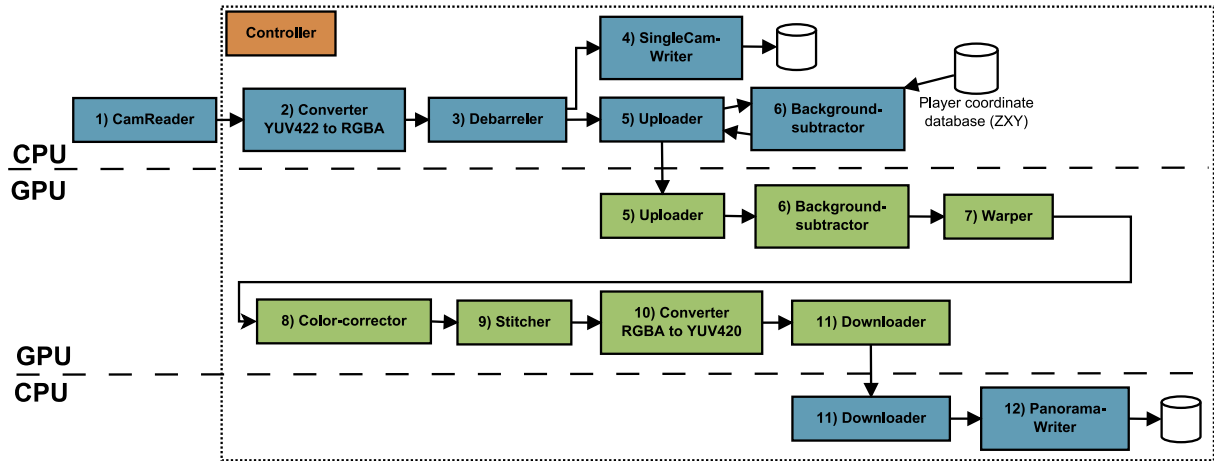 Controller
4) SingleCam-
Writer
1) CamReader
2) Converter
YUV422 to RGBA
3) Debarreler
5) Uploader
6) Background-
subtractor
Player coordinate
database (ZXY)
CPU
GPU
5) Uploader
6) Background-
subtractor
7) Warper
8) Color-corrector
9) Stitcher
10) Converter
RGBA to YUV420
11) Downloader
GPU
CPU
11) Downloader
12) Panorama-
Writer